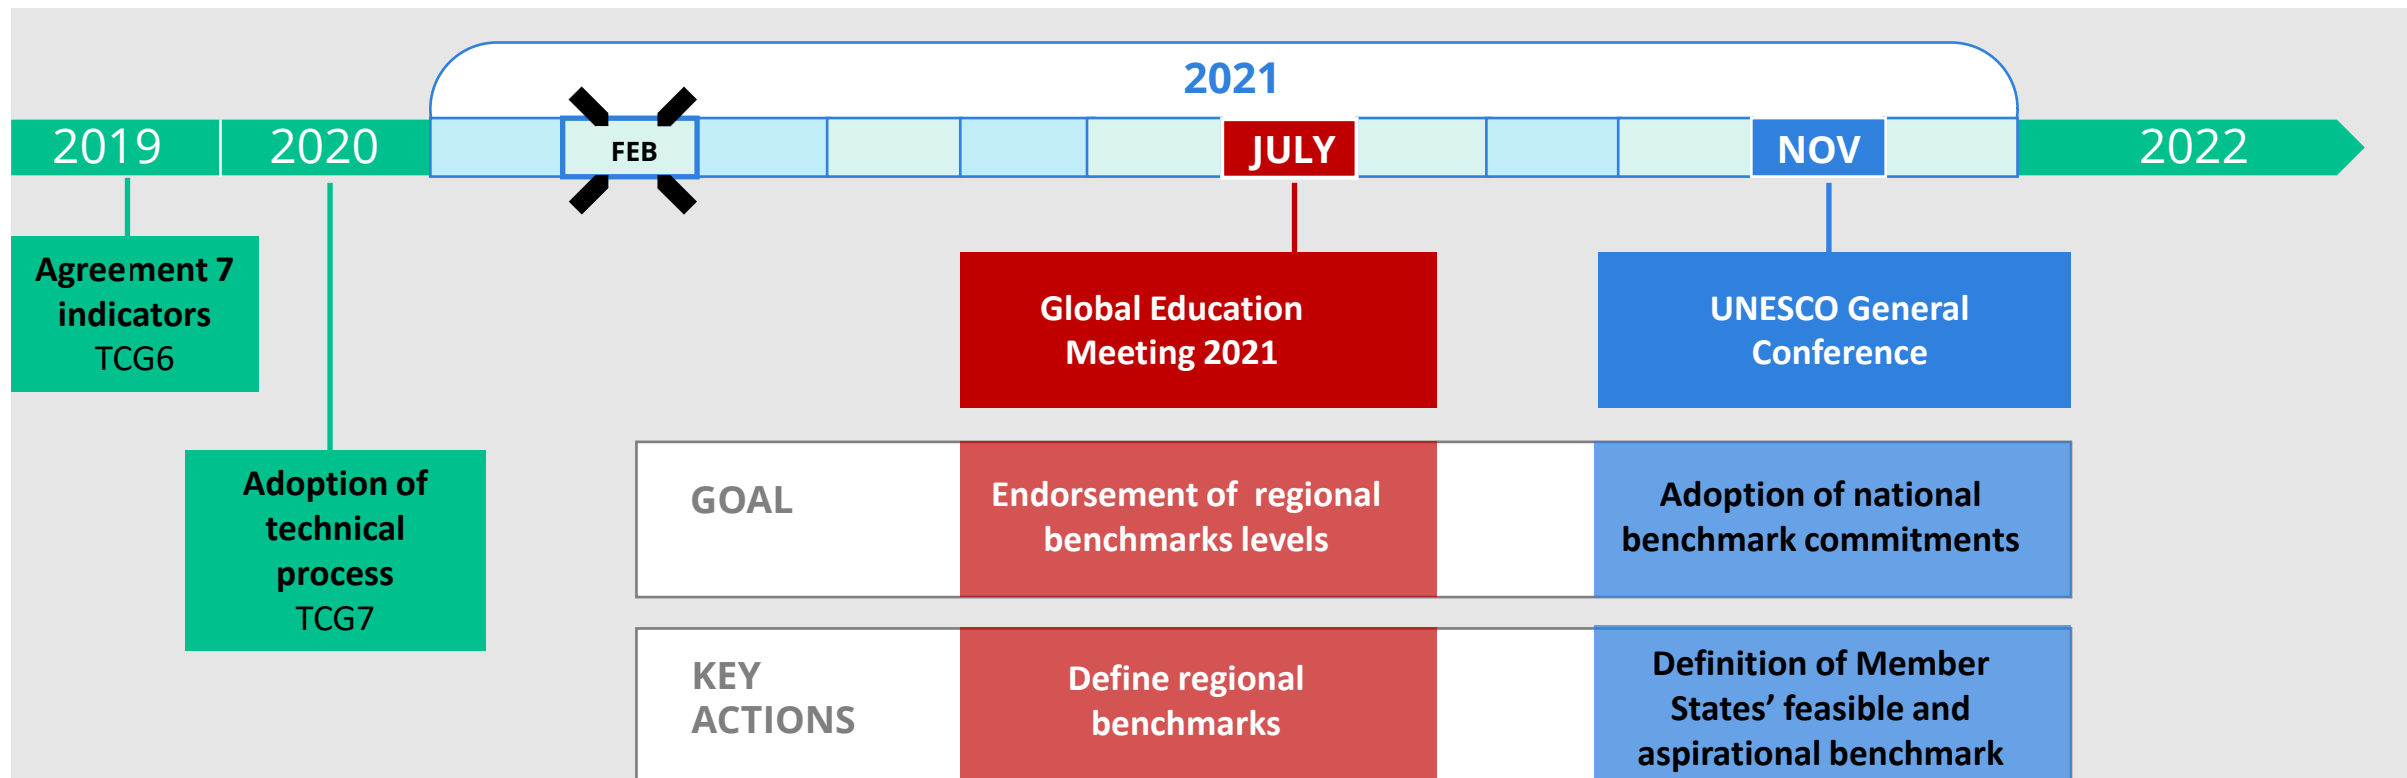 2021
2019
2020
FEB
JULY
NOV
2022
Agreement 7
indicators
TCG6
Adoption of
technical
process
TCG7
Global Education
Meeting 2021
UNESCO General
Conference
GOAL
Endorsement of regional
benchmarks levels
Adoption of national
benchmark commitments
KEY
ACTIONS
Define regional
benchmarks
Definition of Member
States’ feasible and
aspirational benchmark